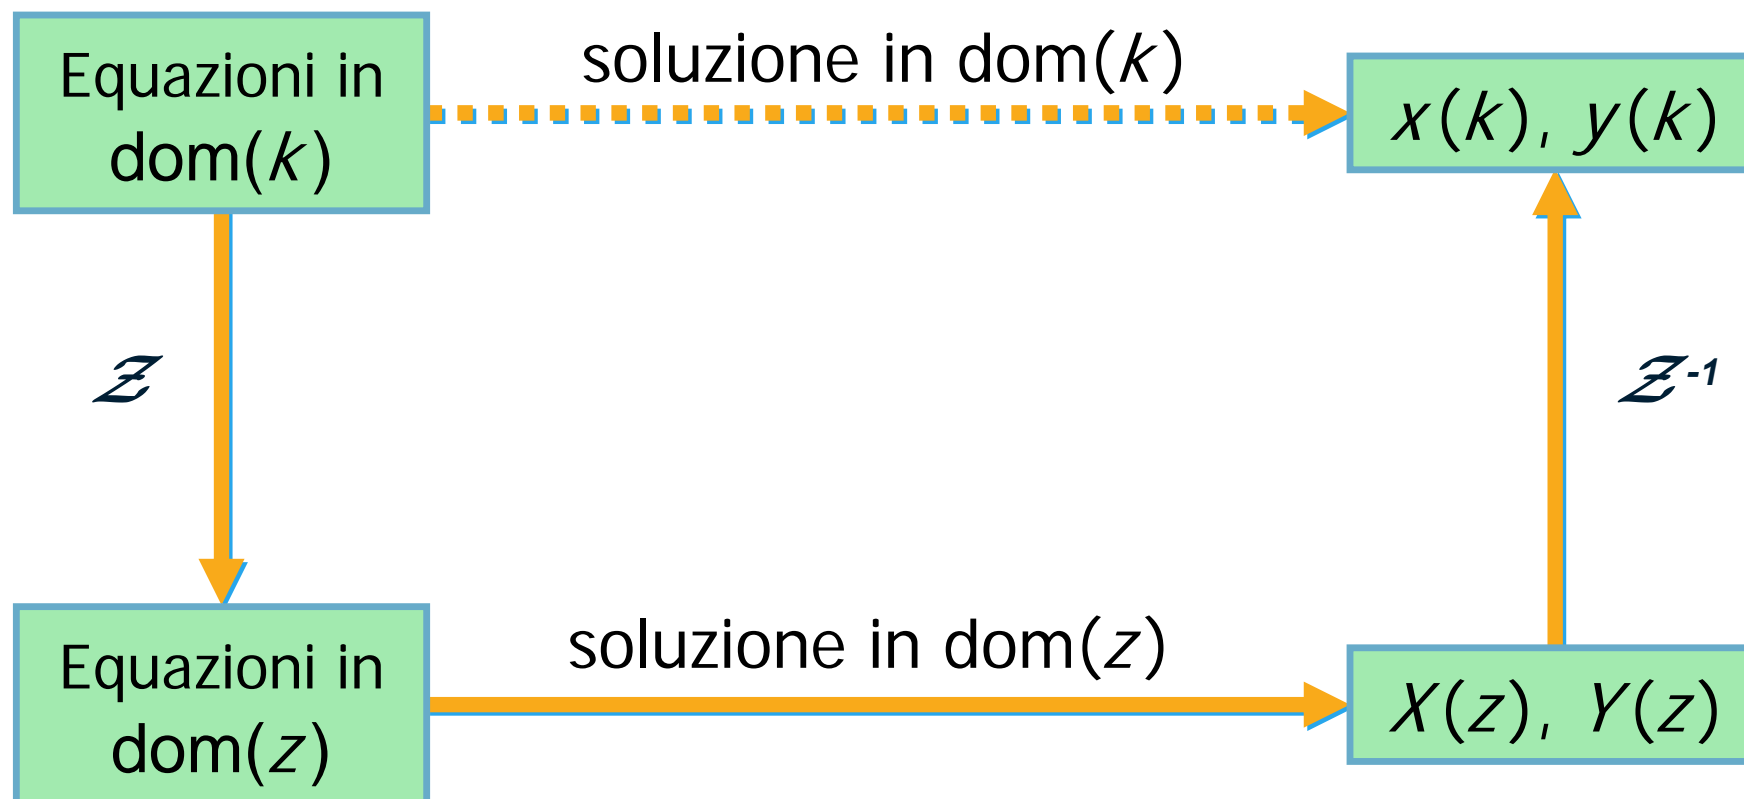 Equazioni in
dom(k)
soluzione in dom(k)
x(k), y(k)
Z
Z-1
Equazioni in
dom(z)
soluzione in dom(z)
X(z), Y(z)